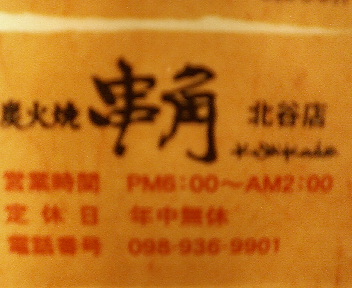 炭火焼 串角 北谷店
営業時間 PM6:00〜AM2:00
定休日 年中無休
電話番号 098-936-9901